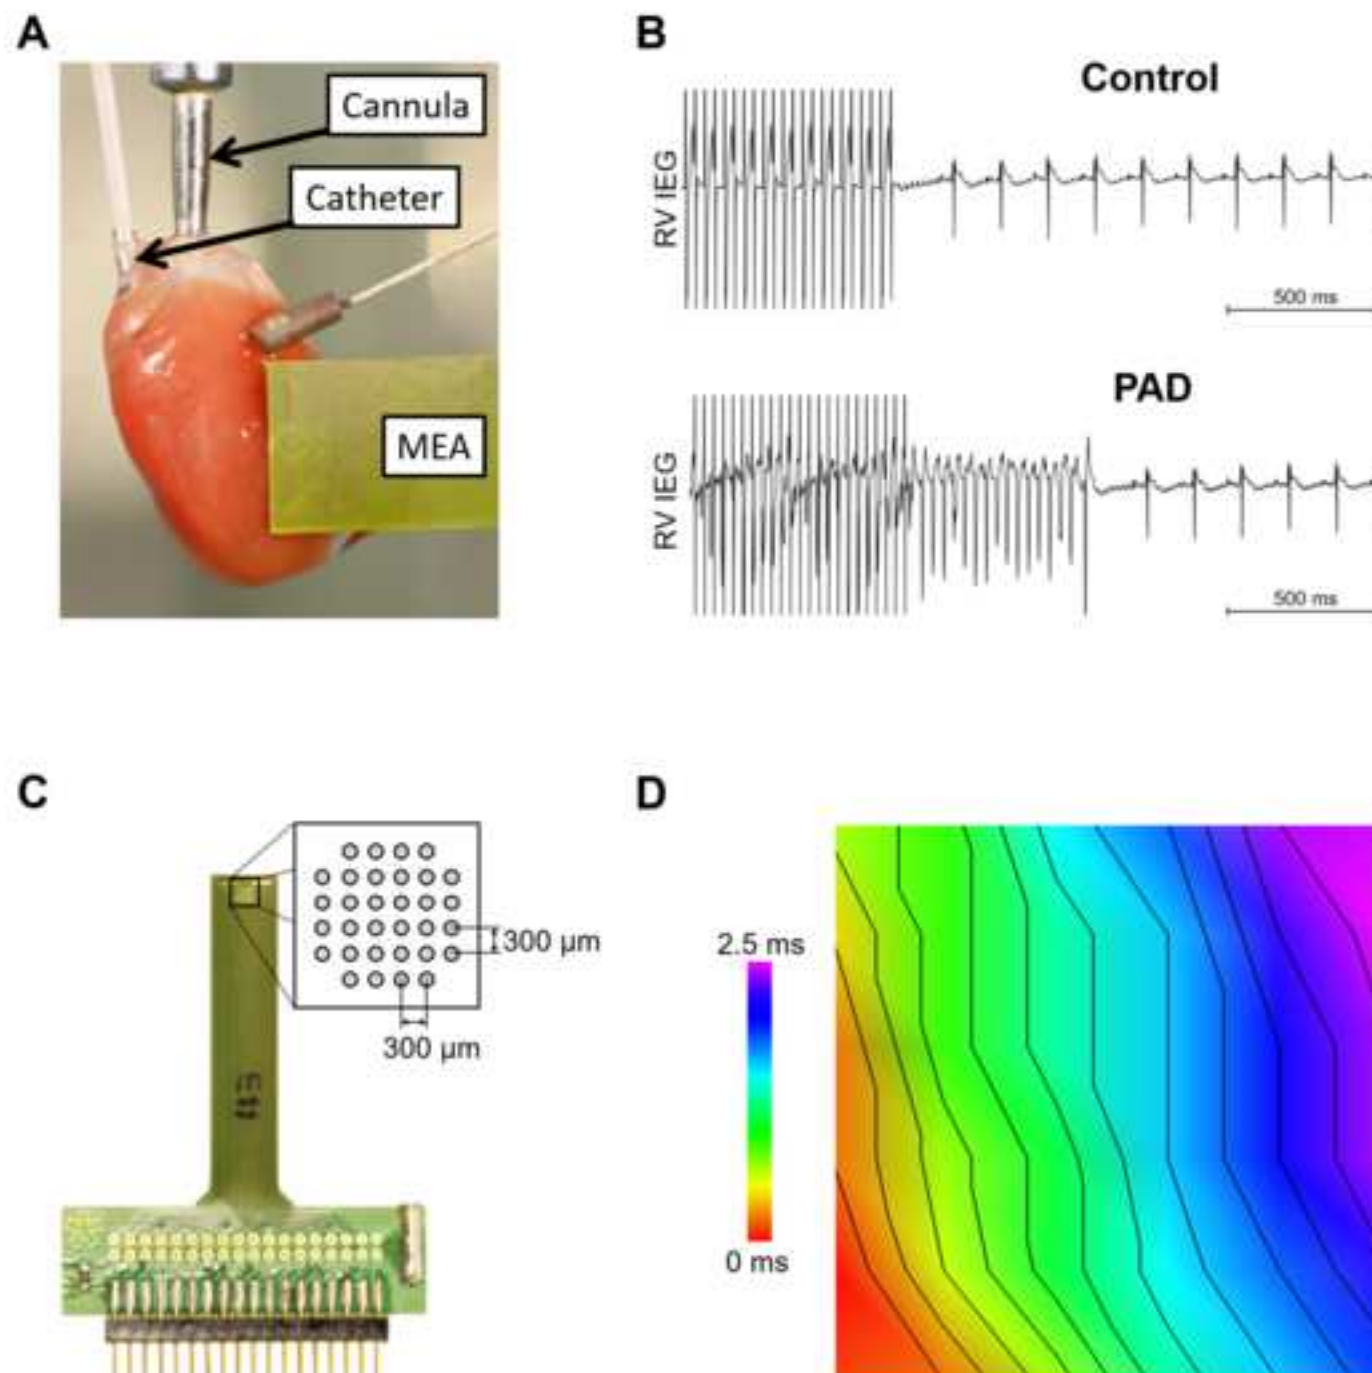 A
Cannula
Catheter
MEA
B
Control
RV IEG
500 ms
PAD
RV IEG
500 ms
C
300 µm
300 µm
D
2.5 ms
0 ms